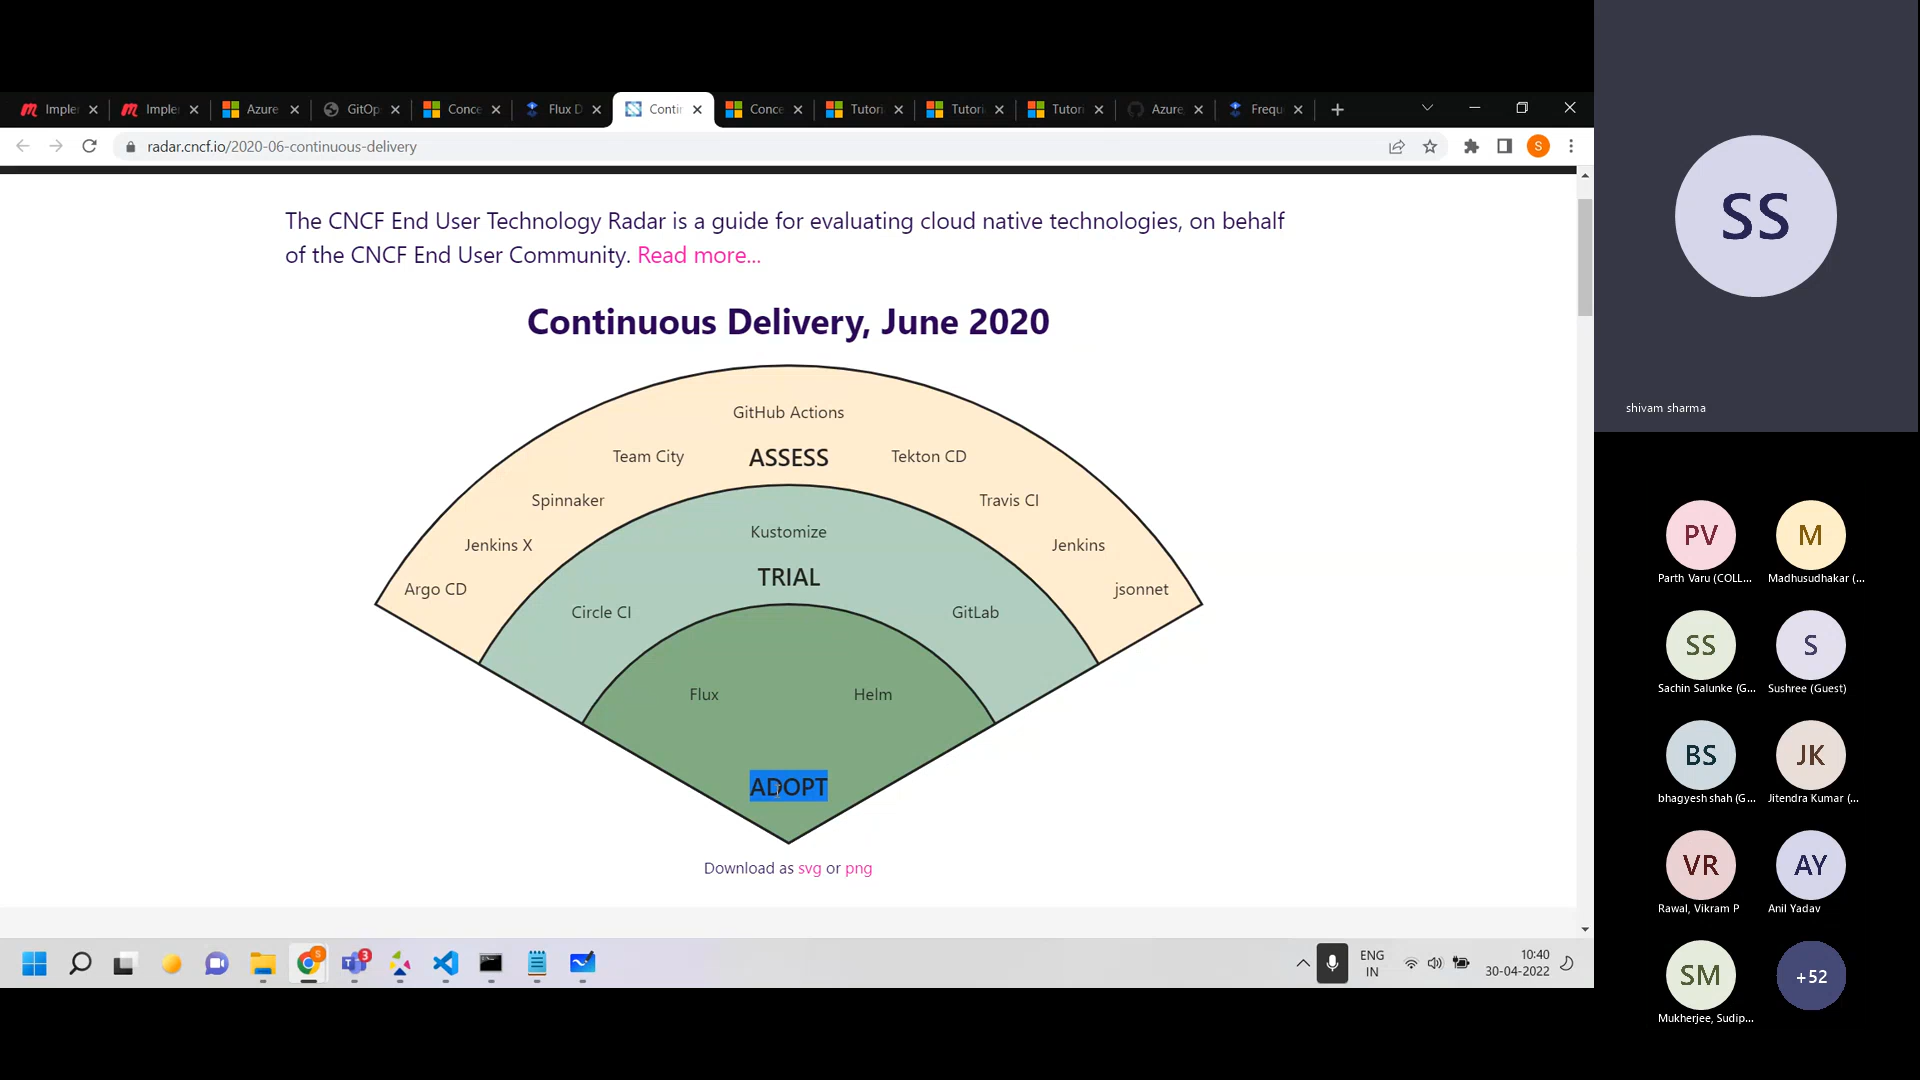 Imple
Imple
Azure
GitOp
Conce
Flux D
Conti
Conce
Tutori
Tutori
Tutori
Azure,
Frequ
radar.cncf.io/2020-06-continuous-delivery
S
The CNCF End User Technology Radar is a guide for evaluating cloud native technologies, on behalf
of the CNCF End User Community. Read more...
Continuous Delivery, June 2020
GitHub Actions
Team City
ASSESS
Tekton CD
Spinnaker
Travis CI
Kustomize
Jenkins X
Jenkins
TRIAL
Argo CD
jsonnet
Circle CI
GitLab
Flux
Helm
ADOPT
Download as svg or png
S
3
ENG
IN
10:40
30-04-2022
SS
shivam sharma
PV
M
Parth Varu (COLL...
Madhusudhakar (...
SS
S
Sachin Salunke (G...
Sushree (Guest)
BS
JK
bhagyesh shah (G...
Jitendra Kumar (...
VR
AY
Rawal, Vikram P
Anil Yadav
SM
+52
Mukherjee, Sudip...